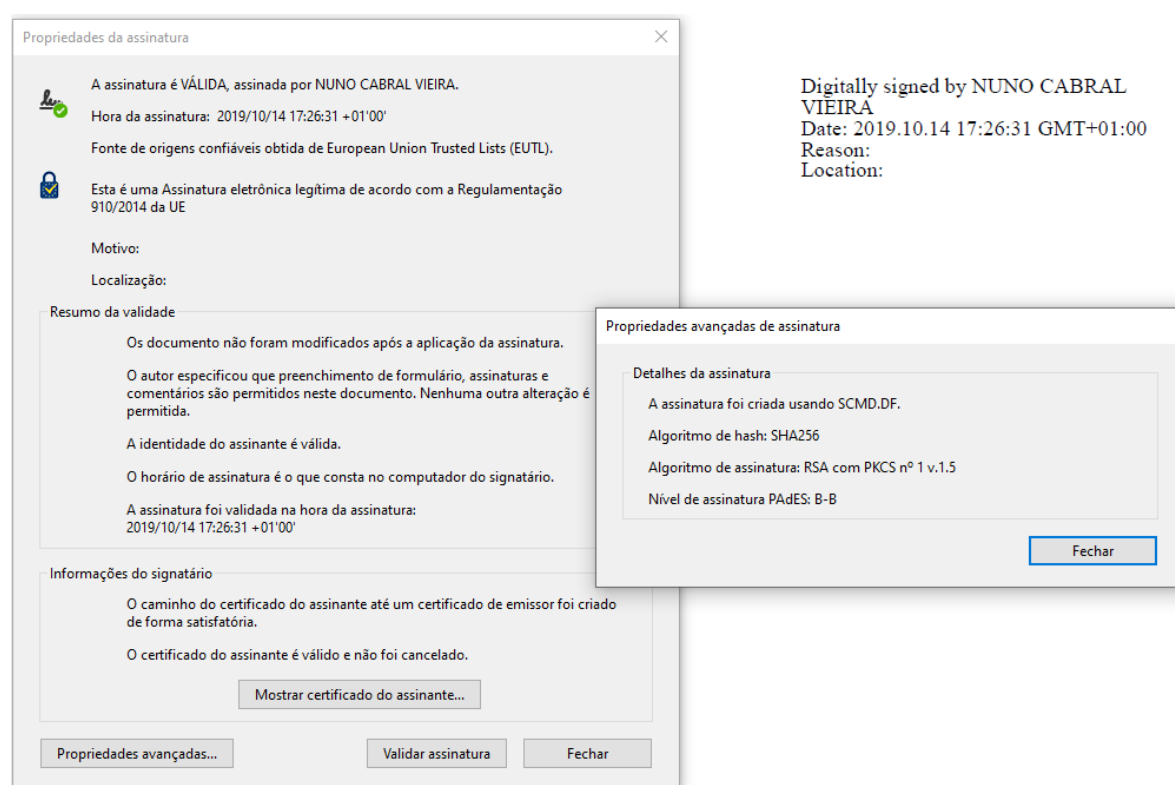 Propriedades da assinatura
A assinatura é VÁLIDA, assinada por NUNO CABRAL VIEIRA.
Hora da assinatura: 2019/10/14 17:26:31 +01'00'
Fonte de origens confiáveis obtida de European Union Trusted Lists (EUTL).
Esta é uma Assinatura eletrônica legítima de acordo com a Regulamentação
910/2014 da UE
Motivo:
Localização:
Resumo da validade
Os documento não foram modificados após a aplicação da assinatura.
O autor especificou que preenchimento de formulário, assinaturas e
comentários são permitidos neste documento. Nenhuma outra alteração é
permitida.
A identidade do assinante é válida.
O horário de assinatura é o que consta no computador do signatário.
A assinatura foi validada na hora da assinatura:
2019/10/14 17:26:31 +01'00'
Informações do signatário
O caminho do certificado do assinante até um certificado de emissor foi criado
de forma satisfatória.
O certificado do assinante é válido e não foi cancelado.
Mostrar certificado do assinante...
Propriedades avançadas...
Validar assinatura
Fechar
Digitally signed by NUNO CABRAL
VIEIRA
Date: 2019.10.14 17:26:31 GMT+01:00
Reason:
Location:
Propriedades avançadas de assinatura
Detalhes da assinatura
A assinatura foi criada usando SCMD.DF.
Algoritmo de hash: SHA256
Algoritmo de assinatura: RSA com PKCS nº 1 v.1.5
Nível de assinatura PAdES: B-B
Fechar